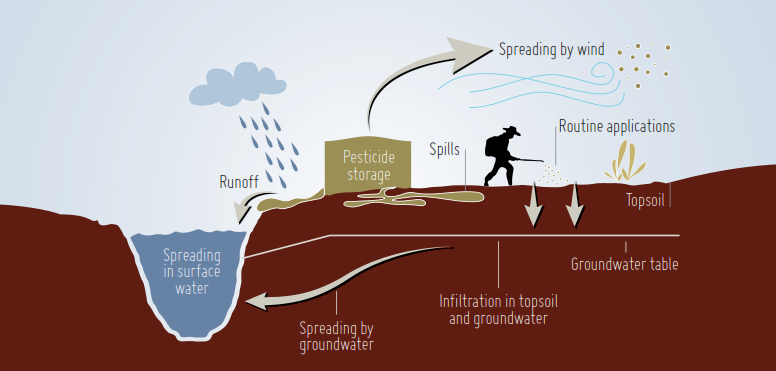 Spreading by wind
Routine applications
Spills
Pesticide
storage
Runoff
Topsoil
Spreading
in surface
water
Groundwater table
Infiltration in topsoil
and groundwater
Spreading by
groundwater